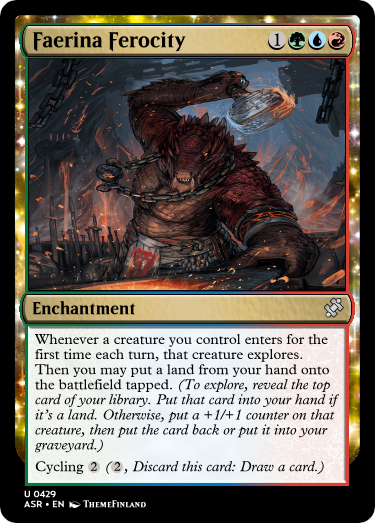 Faerina Ferocity 1
Enchantment
Whenever a creature you control enters for
the first time each turn, that creature explores.
Then you may put a land from your hand onto
the battlefield tapped. (To explore, reveal the top
card of your library. Put that card into your hand if
it's a land. Otherwise, put a +1/+1 counter on that
creature, then put the card back or put it into your
graveyard.)
Cycling 2 (2, Discard this card: Draw a card.)
U 0429
ASR • EN ThemeFinland